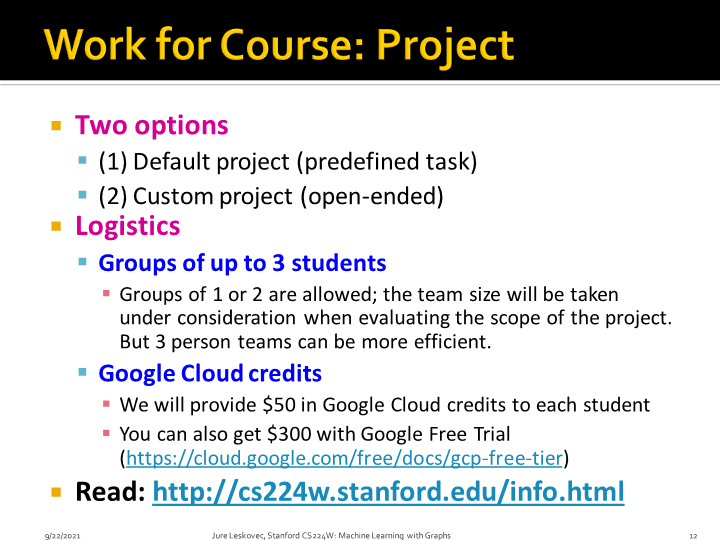 Work for Course: Project
Two options
(1) Default project (predefined task)
(2) Custom project (open-ended)
Logistics
Groups of up to 3 students
Groups of 1 or 2 are allowed; the team size will be taken
under consideration when evaluating the scope of the project.
But 3 person teams can be more efficient.
Google Cloud credits
We will provide $50 in Google Cloud credits to each student
You can also get $300 with Google Free Trial
(https://cloud.google.com/free/docs/gcp-free-tier)
Read: http://cs224w.stanford.edu/info.html
9/22/2021 Jure Leskovec, Stanford CS224W: Machine Learning with Graphs 12